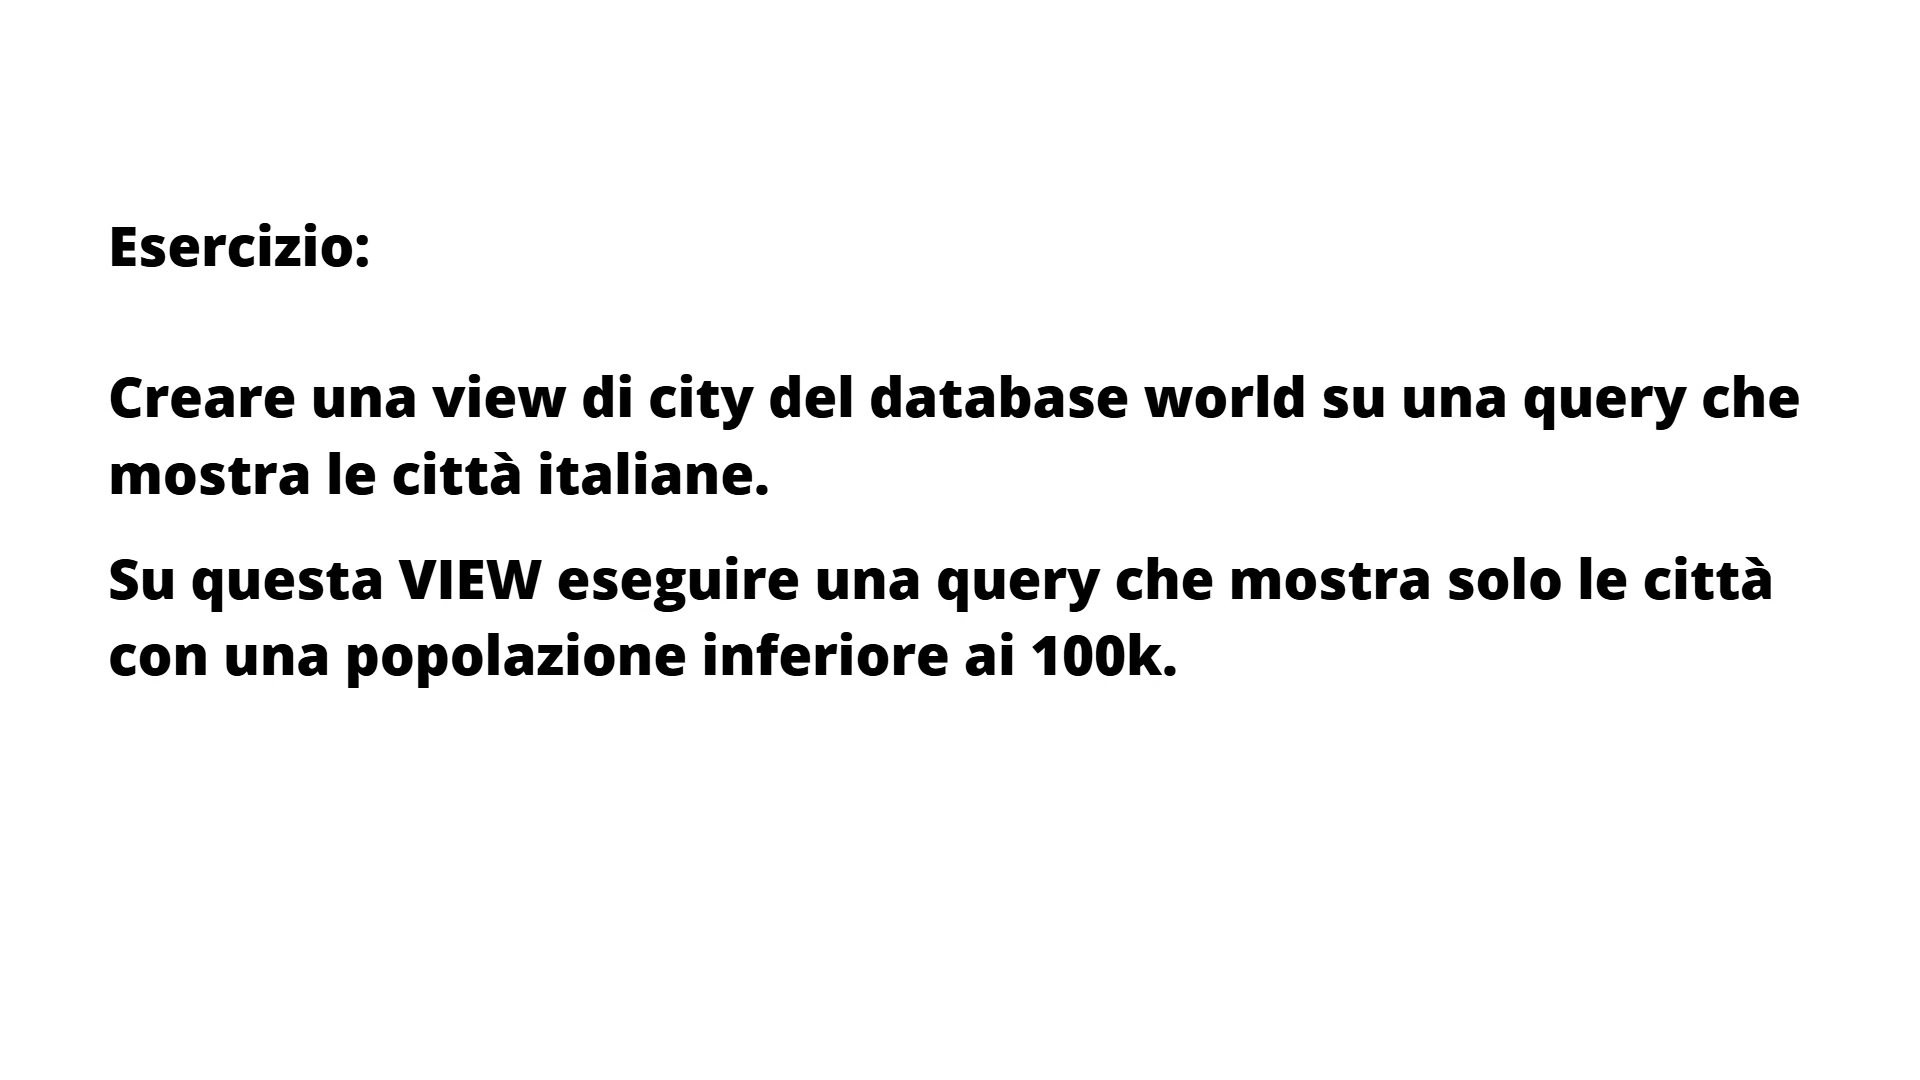 Esercizio:
Creare una view di city del database world su una query che
mostra le città italiane.
Su questa VIEW eseguire una query che mostra solo le città
con una popolazione inferiore ai 100k.